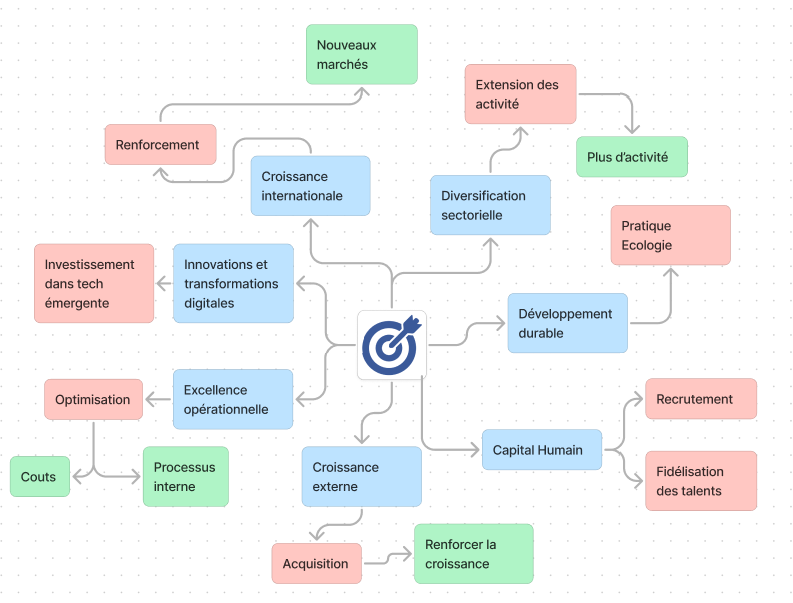 Nouveaux
marchés
Extension des
activité
Renforcement
Plus d'activité
Croissance
internationale
Diversification
sectorielle
Pratique
Ecologie
Investissement
dans tech
émergente
Innovations et
transformations
digitales
Développement
durable
Optimisation
Excellence
opérationnelle
Recrutement
Capital Humain
Couts
Processus
interne
Croissance
externe
Fidélisation
des talents
Acquisition
Renforcer la
croissance